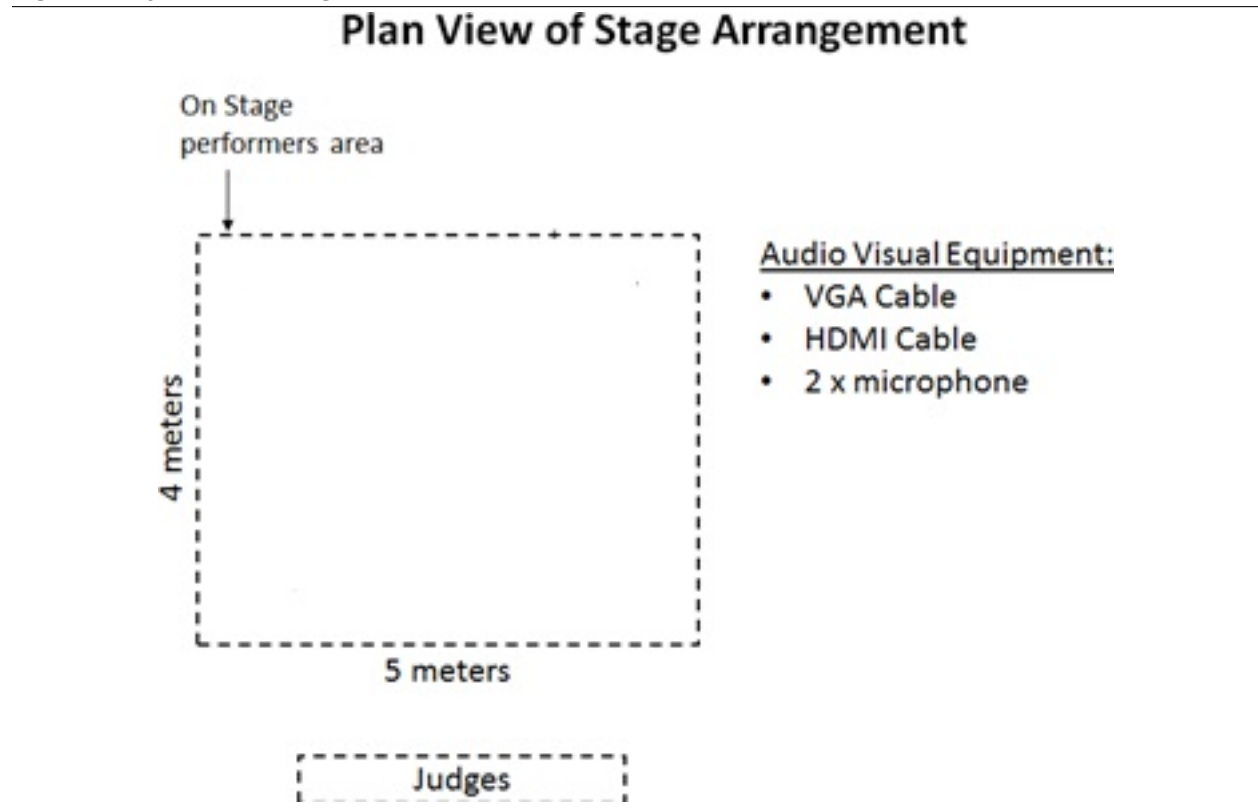 Plan View of Stage Arrangement
On Stage
performers area
Audio Visual Equipment:
• VGA Cable
• HDMI Cable
• 2 x microphone
4 meters
5 meters
Judges